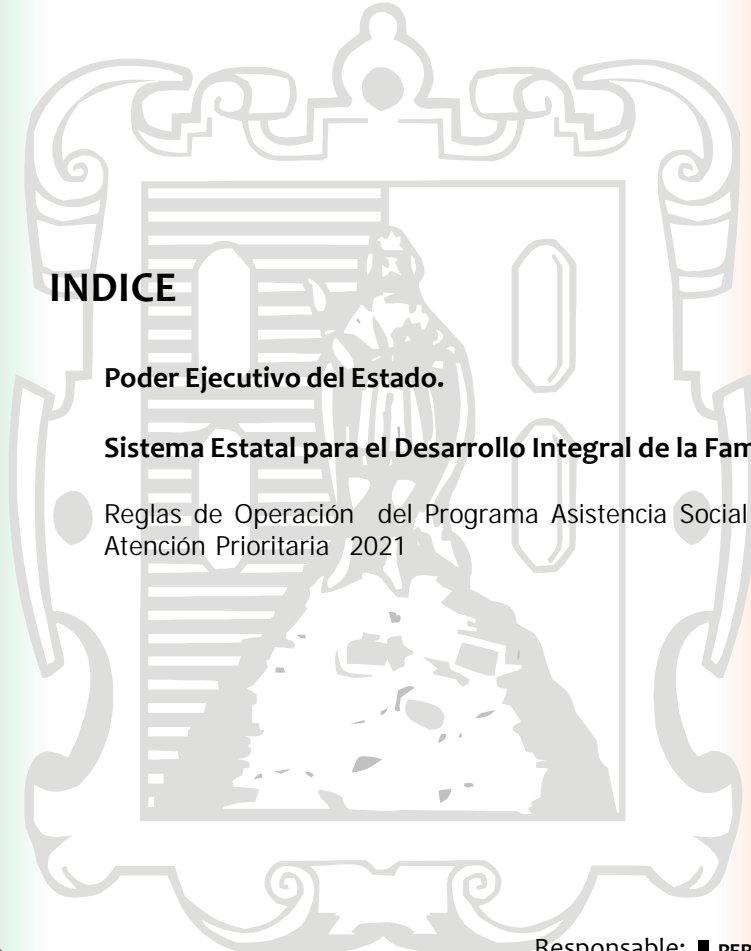 INDICE
Poder Ejecutivo del Estado.
Sistema Estatal para el Desarrollo Integral de la Fam
Reglas de Operación del Programa Asistencia Social
Atención Prioritaria 2021
Responsable: